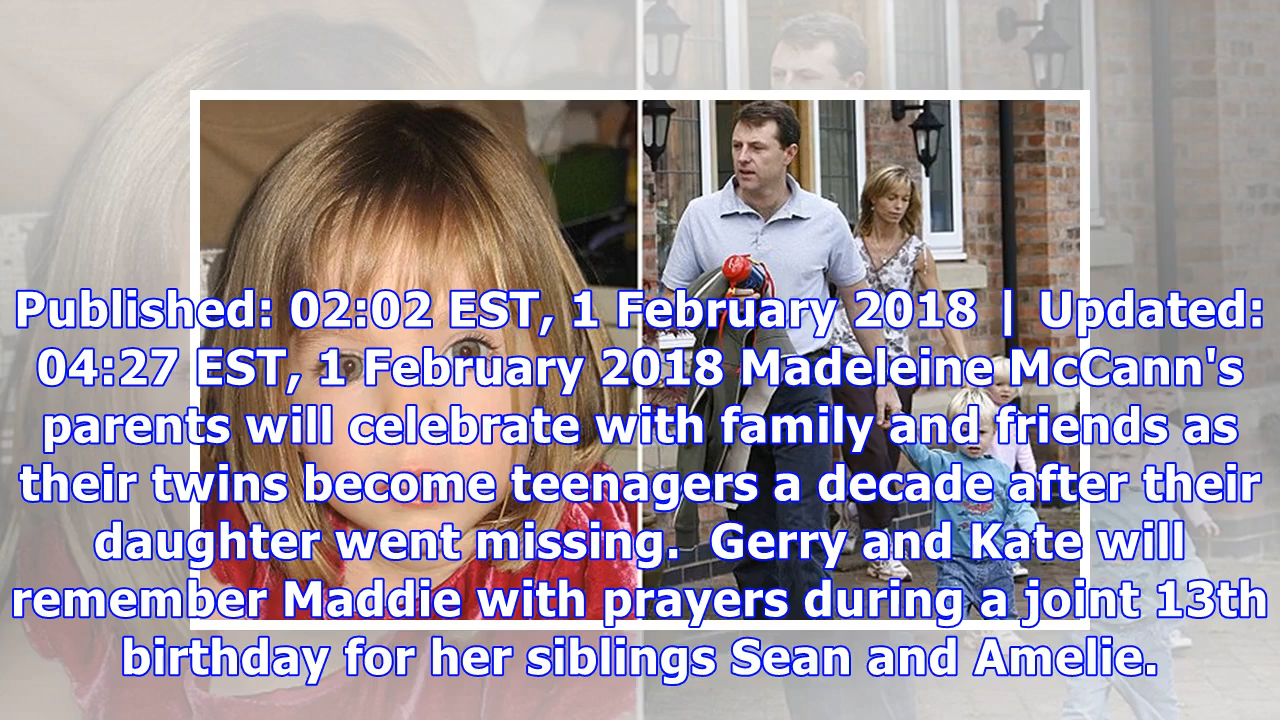 Published: 02:02 EST, 1 February 2018 | Updated:
04:27 EST, 1 February 2018 Madeleine McCann's
parents will celebrate with family and friends as
their twins become teenagers a decade after their
daughter went missing.  Gerry and Kate will
remember Maddie with prayers during a joint 13th
birthday for her siblings Sean and Amelie.